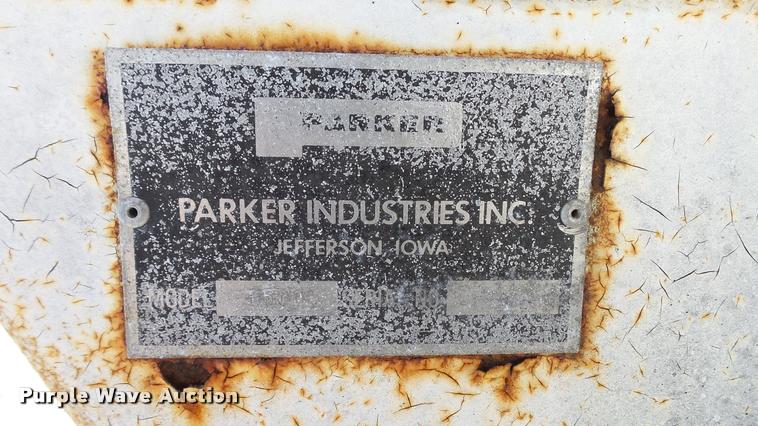 PARKER
PARKER INDUSTRIES INC.
JEFFERSON, IOWA
MODEL SERIAL NO.
Purple Wave Auction